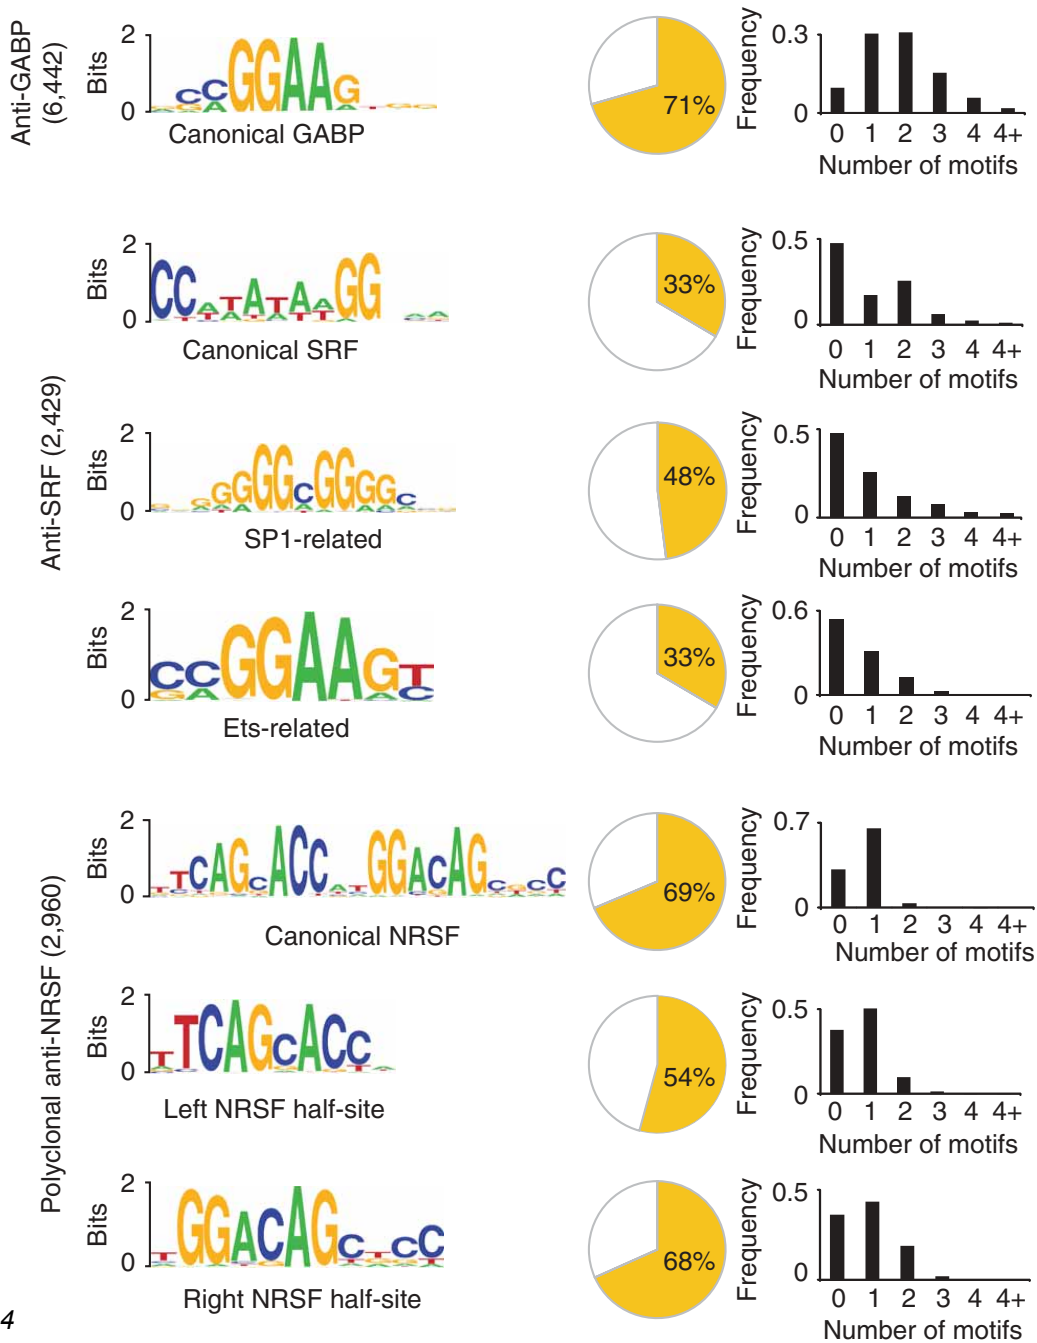 Anti-GABP
(6,442)
Bits
2
0
Canonical GABP
71%
Frequency
0.3
0
0 1 2 3 4 4+
Number of motifs
Anti-SRF (2,429)
Bits
2
0
Canonical SRF
33%
Frequency
0.5
0
0 1 2 3 4 4+
Number of motifs
Bits
2
0
SP1-related
48%
Frequency
0.5
0
0 1 2 3 4 4+
Number of motifs
Bits
2
0
CCGGAAGT
Ets-related
33%
Frequency
0.6
0
0 1 2 3 4 4+
Number of motifs
Polyclonal anti-NRSF (2,960)
Bits
2
0
Canonical NRSF
69%
Frequency
0.7
0
0 1 2 3 4 4+
Number of motifs
Bits
2
0
TTCAGCACC
Left NRSF half-site
54%
Frequency
0.5
0
0 1 2 3 4 4+
Number of motifs
Bits
2
0
TGGACAGCTCC
Right NRSF half-site
68%
Frequency
0.5
0
0 1 2 3 4 4+
Number of motifs
4